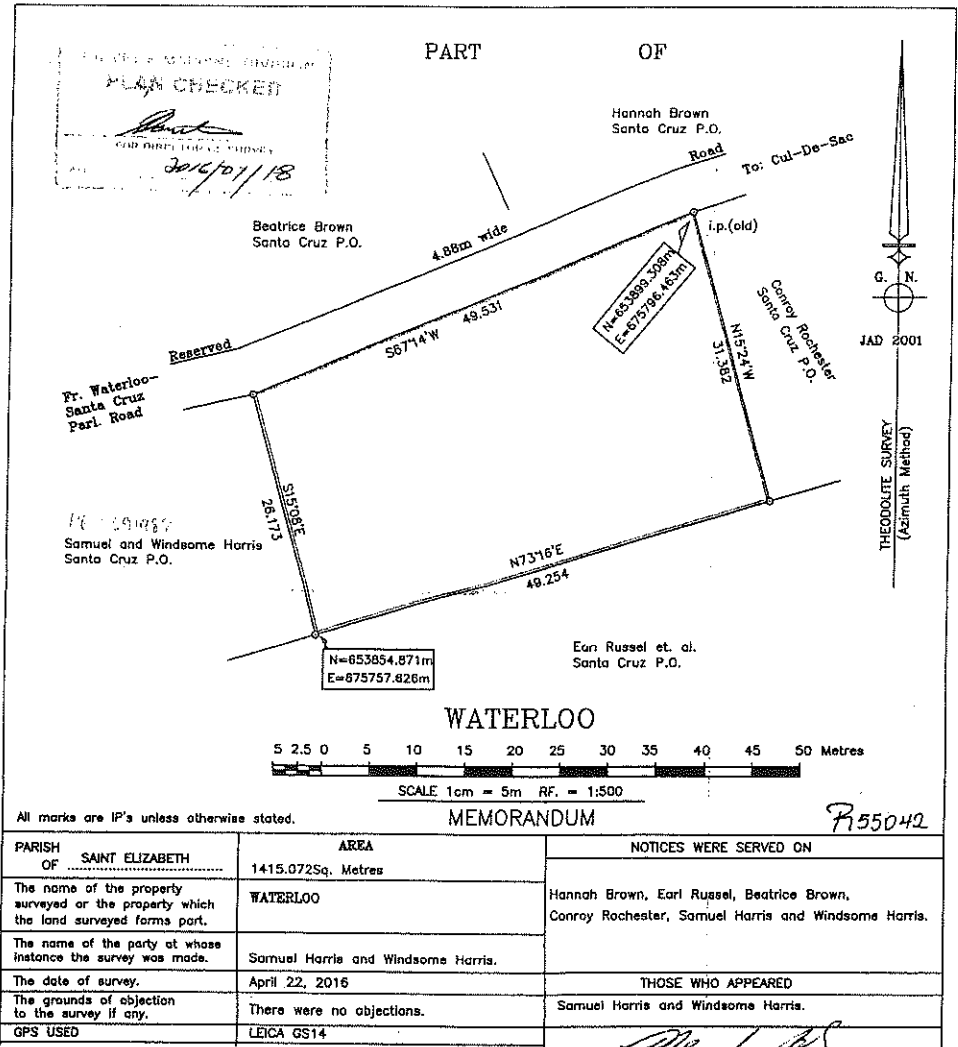 PART OF
PLAN CHECKED
2016/07/18
Hannah Brown
Santa Cruz P.O.
Road
To: Cul-De-Sac
Beatrice Brown
Santa Cruz P.O.
4.88m wide
i.p.(old)
N=653899.308m
E=675796.463m
Conroy Rochester
Santa Cruz P.O.
G. N.
JAD 2001
THEODOLITE SURVEY
(Azimuth Method)
Reserved
S67°14'W
49.531
N15°24'W
31.382
Fr. Waterloo-
Santa Cruz
Parl. Road
S15°08'E
26.173
Samuel and Windsome Harris
Santa Cruz P.O.
N73°16'E
49.254
N=653854.871m
E=675757.826m
Earl Russel et. al.
Santa Cruz P.O.
WATERLOO
5 2.5 0 5 10 15 20 25 30 35 40 45 50 Metres
SCALE 1cm = 5m RF. = 1:500
All marks are IP's unless otherwise stated.
MEMORANDUM
P.55042
PARISH
OF SAINT ELIZABETH
AREA
1415.072Sq. Metres
NOTICES WERE SERVED ON
The name of the property
surveyed or the property which
the land surveyed forms part.
WATERLOO
Hannah Brown, Earl Russel, Beatrice Brown,
Conroy Rochester, Samuel Harris and Windsome Harris.
The name of the party at whose
instance the survey was made.
Samuel Harris and Windsome Harris.
The date of survey.
April 22, 2016
THOSE WHO APPEARED
The grounds of objection
to the survey if any.
There were no objections.
Samuel Harris and Windsome Harris.
GPS USED
LEICA GS14